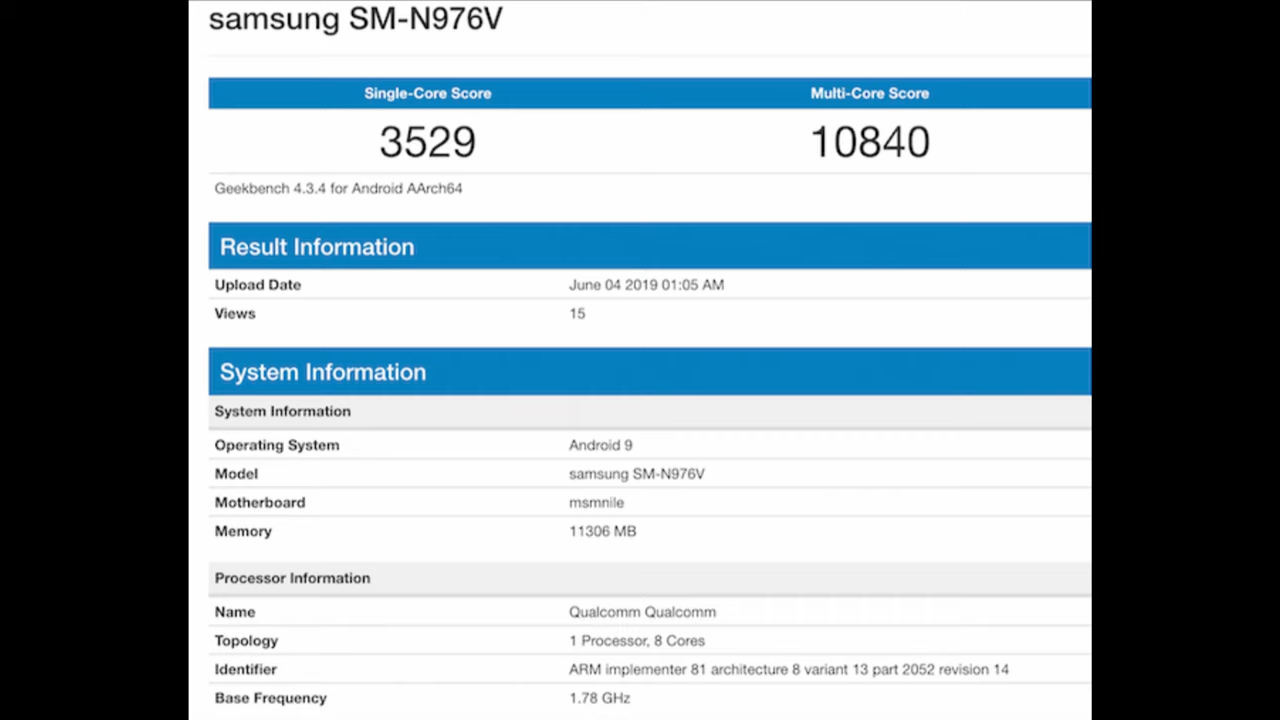 samsung SM-N976V
Single-Core Score Multi-Core Score
3529 10840
Geekbench 4.3.4 for Android AArch64
Result Information
Upload Date June 04 2019 01:05 AM
Views 15
System Information
System Information
Operating System Android 9
Model samsung SM-N976V
Motherboard msmnile
Memory 11306 MB
Processor Information
Name Qualcomm Qualcomm
Topology 1 Processor, 8 Cores
Identifier ARM implementer 81 architecture 8 variant 13 part 2052 revision 14
Base Frequency 1.78 GHz